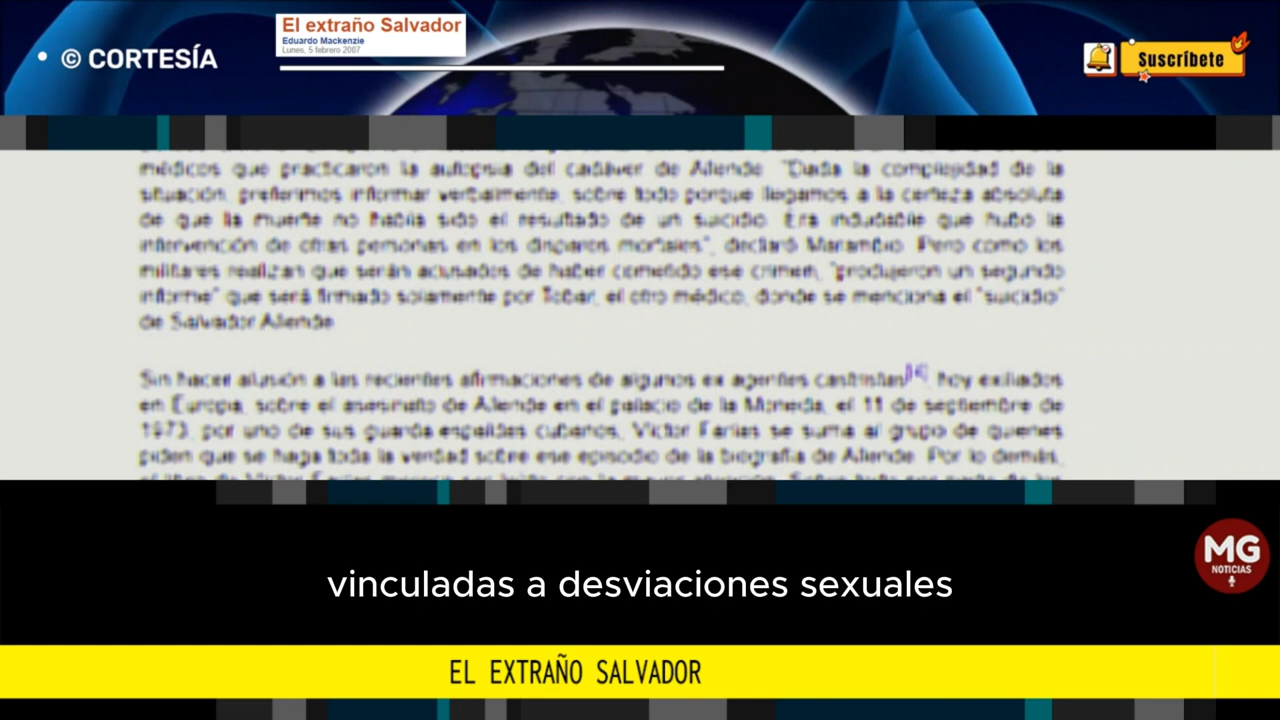 © CORTESÍA
El extraño Salvador
Eduardo Mackenzie
Lunes, 5 febrero 2007
Suscríbete
médicos que practicaron la autopsia del cadáver de Allende. "Dada la complejidad de la
situación, preferimos informar verbalmente, sobre todo porque llegamos a la certeza absoluta
de que la muerte no había sido el resultado de un suicidio. Era indudable que hubo la
intervención de otras personas en los disparos mortales", declaró Marambio. Pero como los
militares realizan que serán acusados de haber cometido ese crimen, "produjeron un segundo
informe" que será firmado solamente por Tobar, el otro médico, donde se menciona el "suicidio"
de Salvador Allende.
Sin hacer alusión a las recientes afirmaciones de algunos ex agentes castristas, hoy exiliados
en Europa, sobre el asesinato de Allende en el palacio de la Moneda, el 11 de septiembre de
1973, por uno de sus guarda espaldas cubanos, Victor Farías se suma al grupo de quienes
piden que se haga toda la verdad sobre ese episodio de la biografía de Allende. Por lo demás,
vinculadas a desviaciones sexuales
MG
NOTICIAS
EL EXTRAÑO SALVADOR